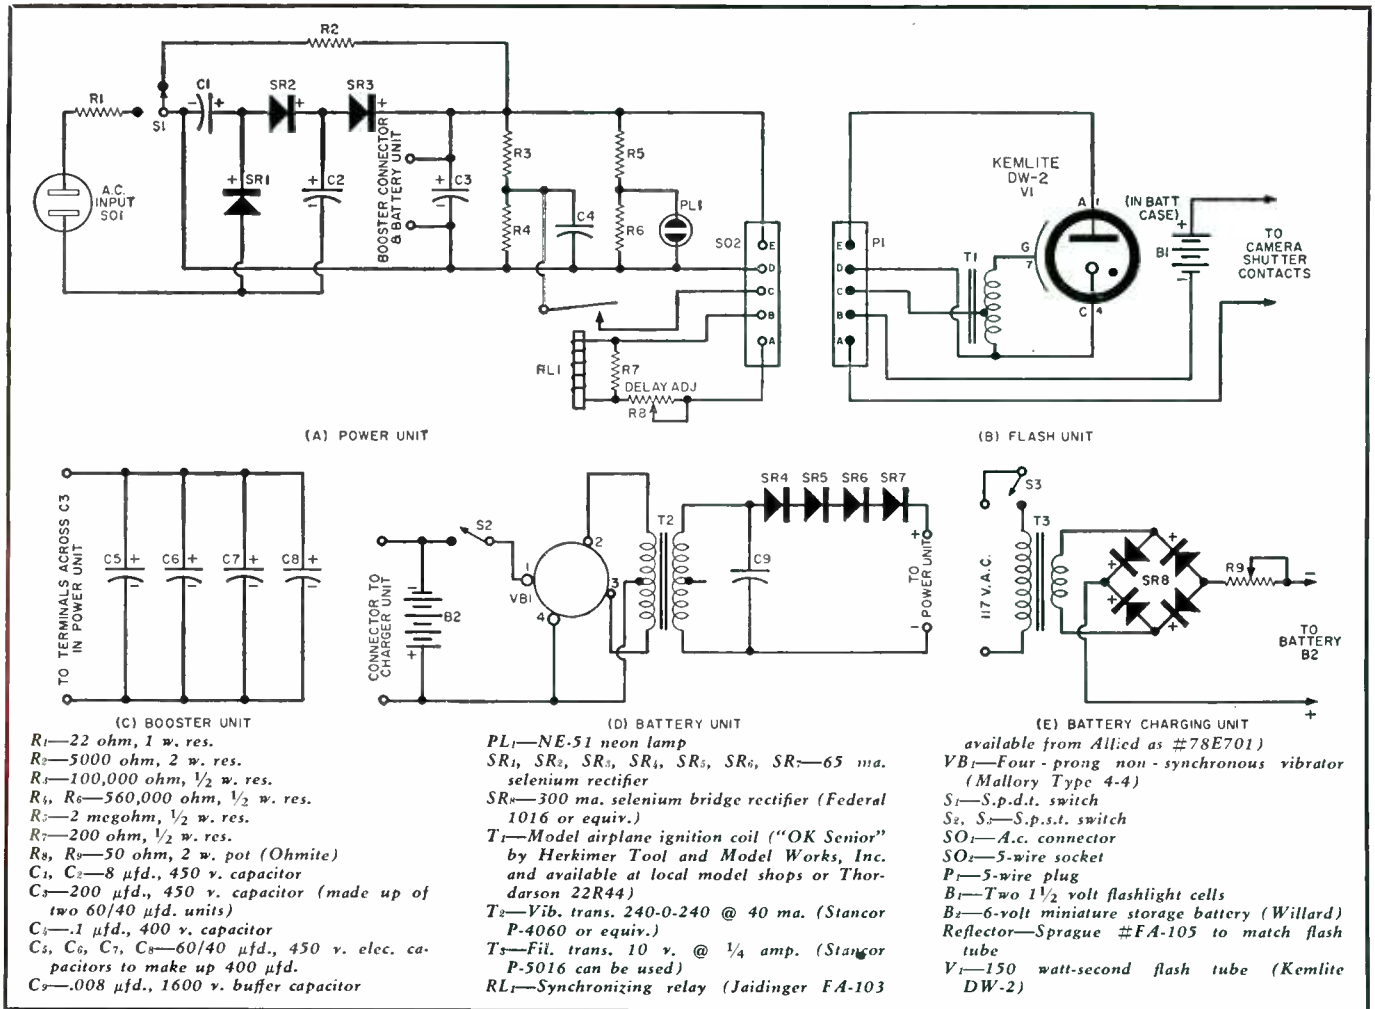 R2
C1
SR2
SR3
R1
S1
- +
+
+
A.C.
INPUT
SO1
+
SR1
+
C2
-
BOOSTER CONNECTOR
& BATTERY UNIT
+
C3
-
R3
R4
C4
R5
R6
PL1
SO2
E
D
C
B
A
RL1
R7
DELAY ADJ
R8
(A) POWER UNIT
E
D
C
B
A
P1
KEMLITE
DW-2
V1
A 1
G
7
C 4
T1
(IN BATT
CASE)
+
B1
-
TO
CAMERA
SHUTTER
CONTACTS
(B) FLASH UNIT
TO TERMINALS ACROSS C3
IN POWER UNIT
C5 +
-
C6 +
-
C7 +
-
C8 +
-
(C) BOOSTER UNIT
CONNECTOR TO
CHARGER UNIT
-
B2
+
S2
1
2
3
4
VB1
T2
C9
SR4 SR5 SR6 SR7
+
TO
POWER UNIT
-
(D) BATTERY UNIT
S3
117 V.A.C.
T3
+
+
SR8
+
+
R9
-
TO
BATTERY
B2
+
(E) BATTERY CHARGING UNIT
R1—22 ohm, 1 w. res.
R2—5000 ohm, 2 w. res.
R3—100,000 ohm, 1/2 w. res.
R4, R6—560,000 ohm, 1/2 w. res.
R5—2 megohm, 1/2 w. res.
R7—200 ohm, 1/2 w. res.
R8, R9—50 ohm, 2 w. pot (Ohmite)
C1, C2—8 μfd., 450 v. capacitor
C3—200 μfd., 450 v. capacitor (made up of
two 60/40 μfd. units)
C4—.1 μfd., 400 v. capacitor
C5, C6, C7, C8—60/40 μfd., 450 v. elec. ca-
pacitors to make up 400 μfd.
C9—.008 μfd., 1600 v. buffer capacitor
PL1—NE-51 neon lamp
SR1, SR2, SR3, SR4, SR5, SR6, SR7—65 ma.
selenium rectifier
SR8—300 ma. selenium bridge rectifier (Federal
1016 or equiv.)
T1—Model airplane ignition coil ("OK Senior"
by Herkimer Tool and Model Works, Inc.
and available at local model shops or Thor-
darson 22R44)
T2—Vib. trans. 240-0-240 @ 40 ma. (Stancor
P-4060 or equiv.)
T3—Fil. trans. 10 v. @ 1/4 amp. (Stancor
P-5016 can be used)
RL1—Synchronizing relay (Jaidinger FA-103
available from Allied as #78E701)
VB1—Four-prong non-synchronous vibrator
(Mallory Type 4-4)
S1—S.p.d.t. switch
S2, S3—S.p.s.t. switch
SO1—A.c. connector
SO2—5-wire socket
P1—5-wire plug
B1—Two 1 1/2 volt flashlight cells
B2—6-volt miniature storage battery (Willard)
Reflector—Sprague #FA-105 to match flash
tube
V1—150 watt-second flash tube (Kemlite
DW-2)